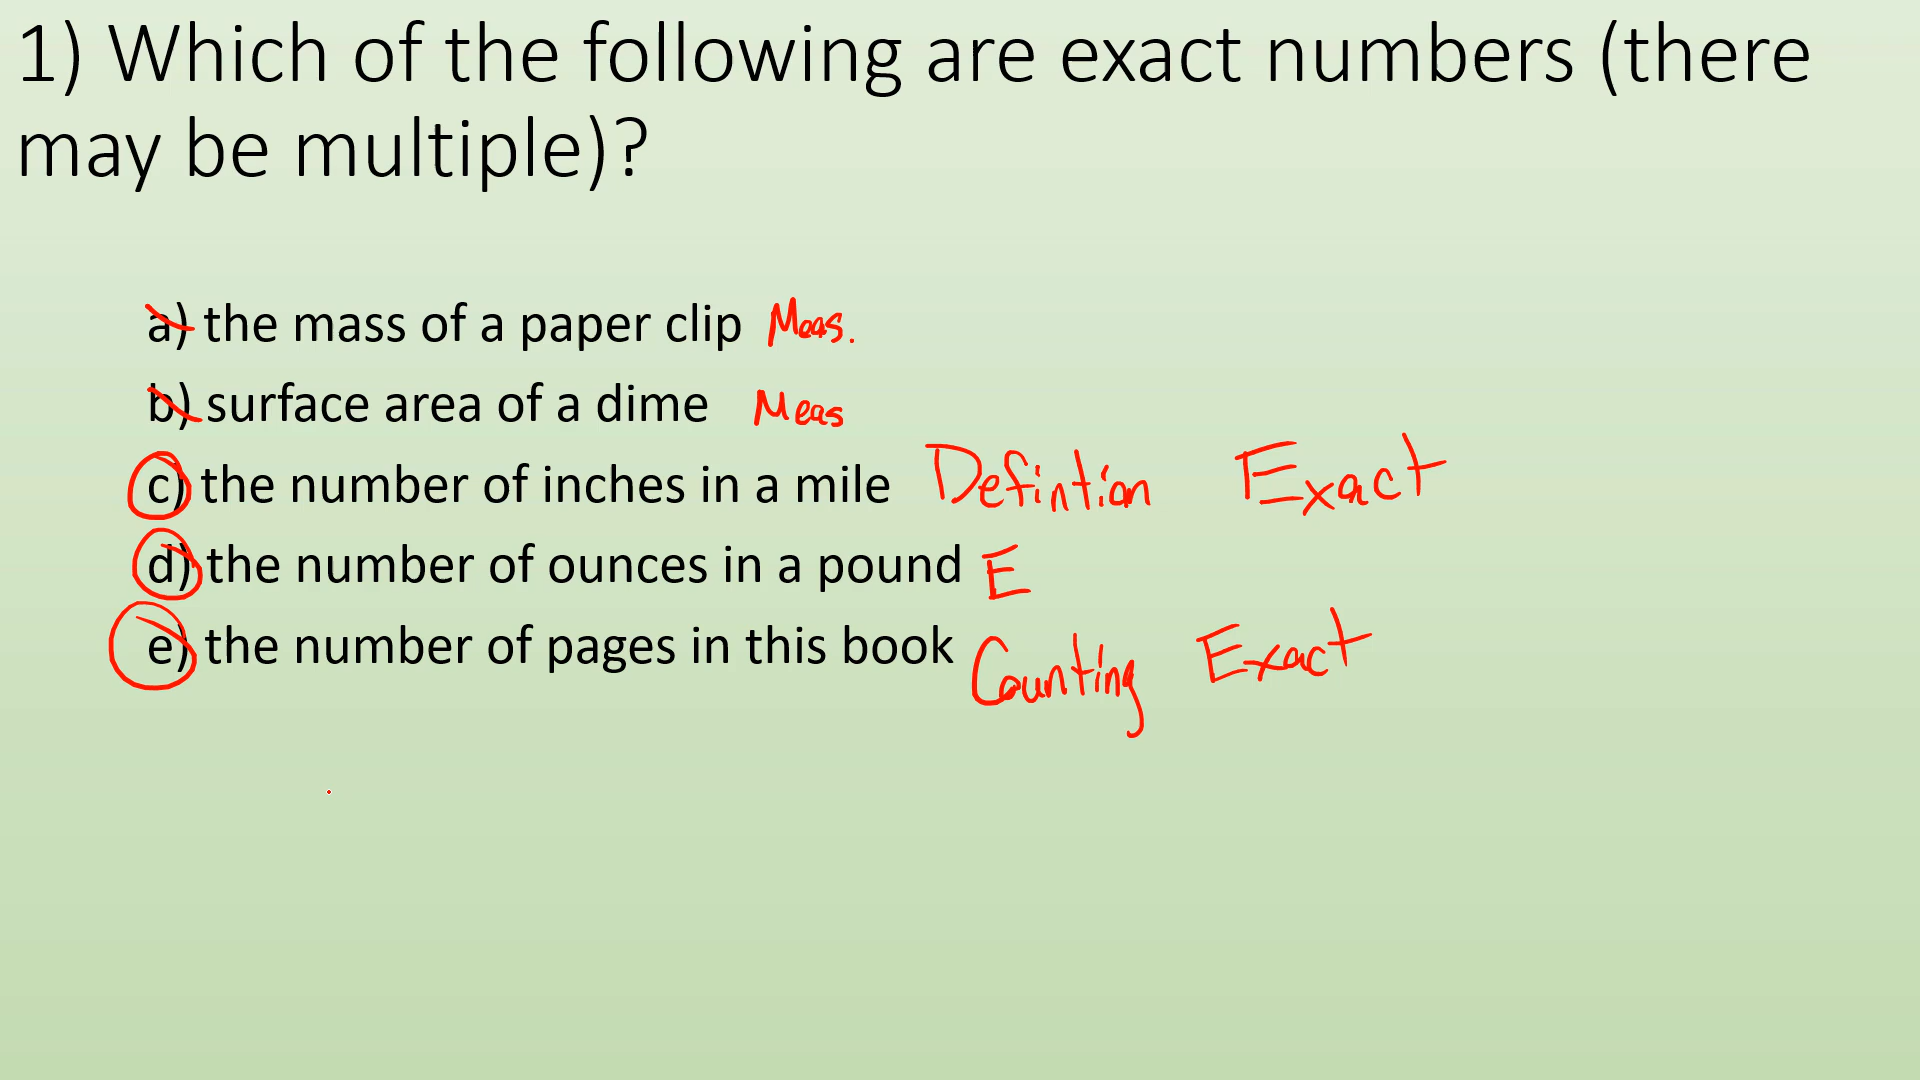 1) Which of the following are exact numbers (there
may be multiple)?
a) the mass of a paper clip Meas.
b) surface area of a dime Meas
c) the number of inches in a mile Defintion Exact
d) the number of ounces in a pound E
e) the number of pages in this book Counting Exact